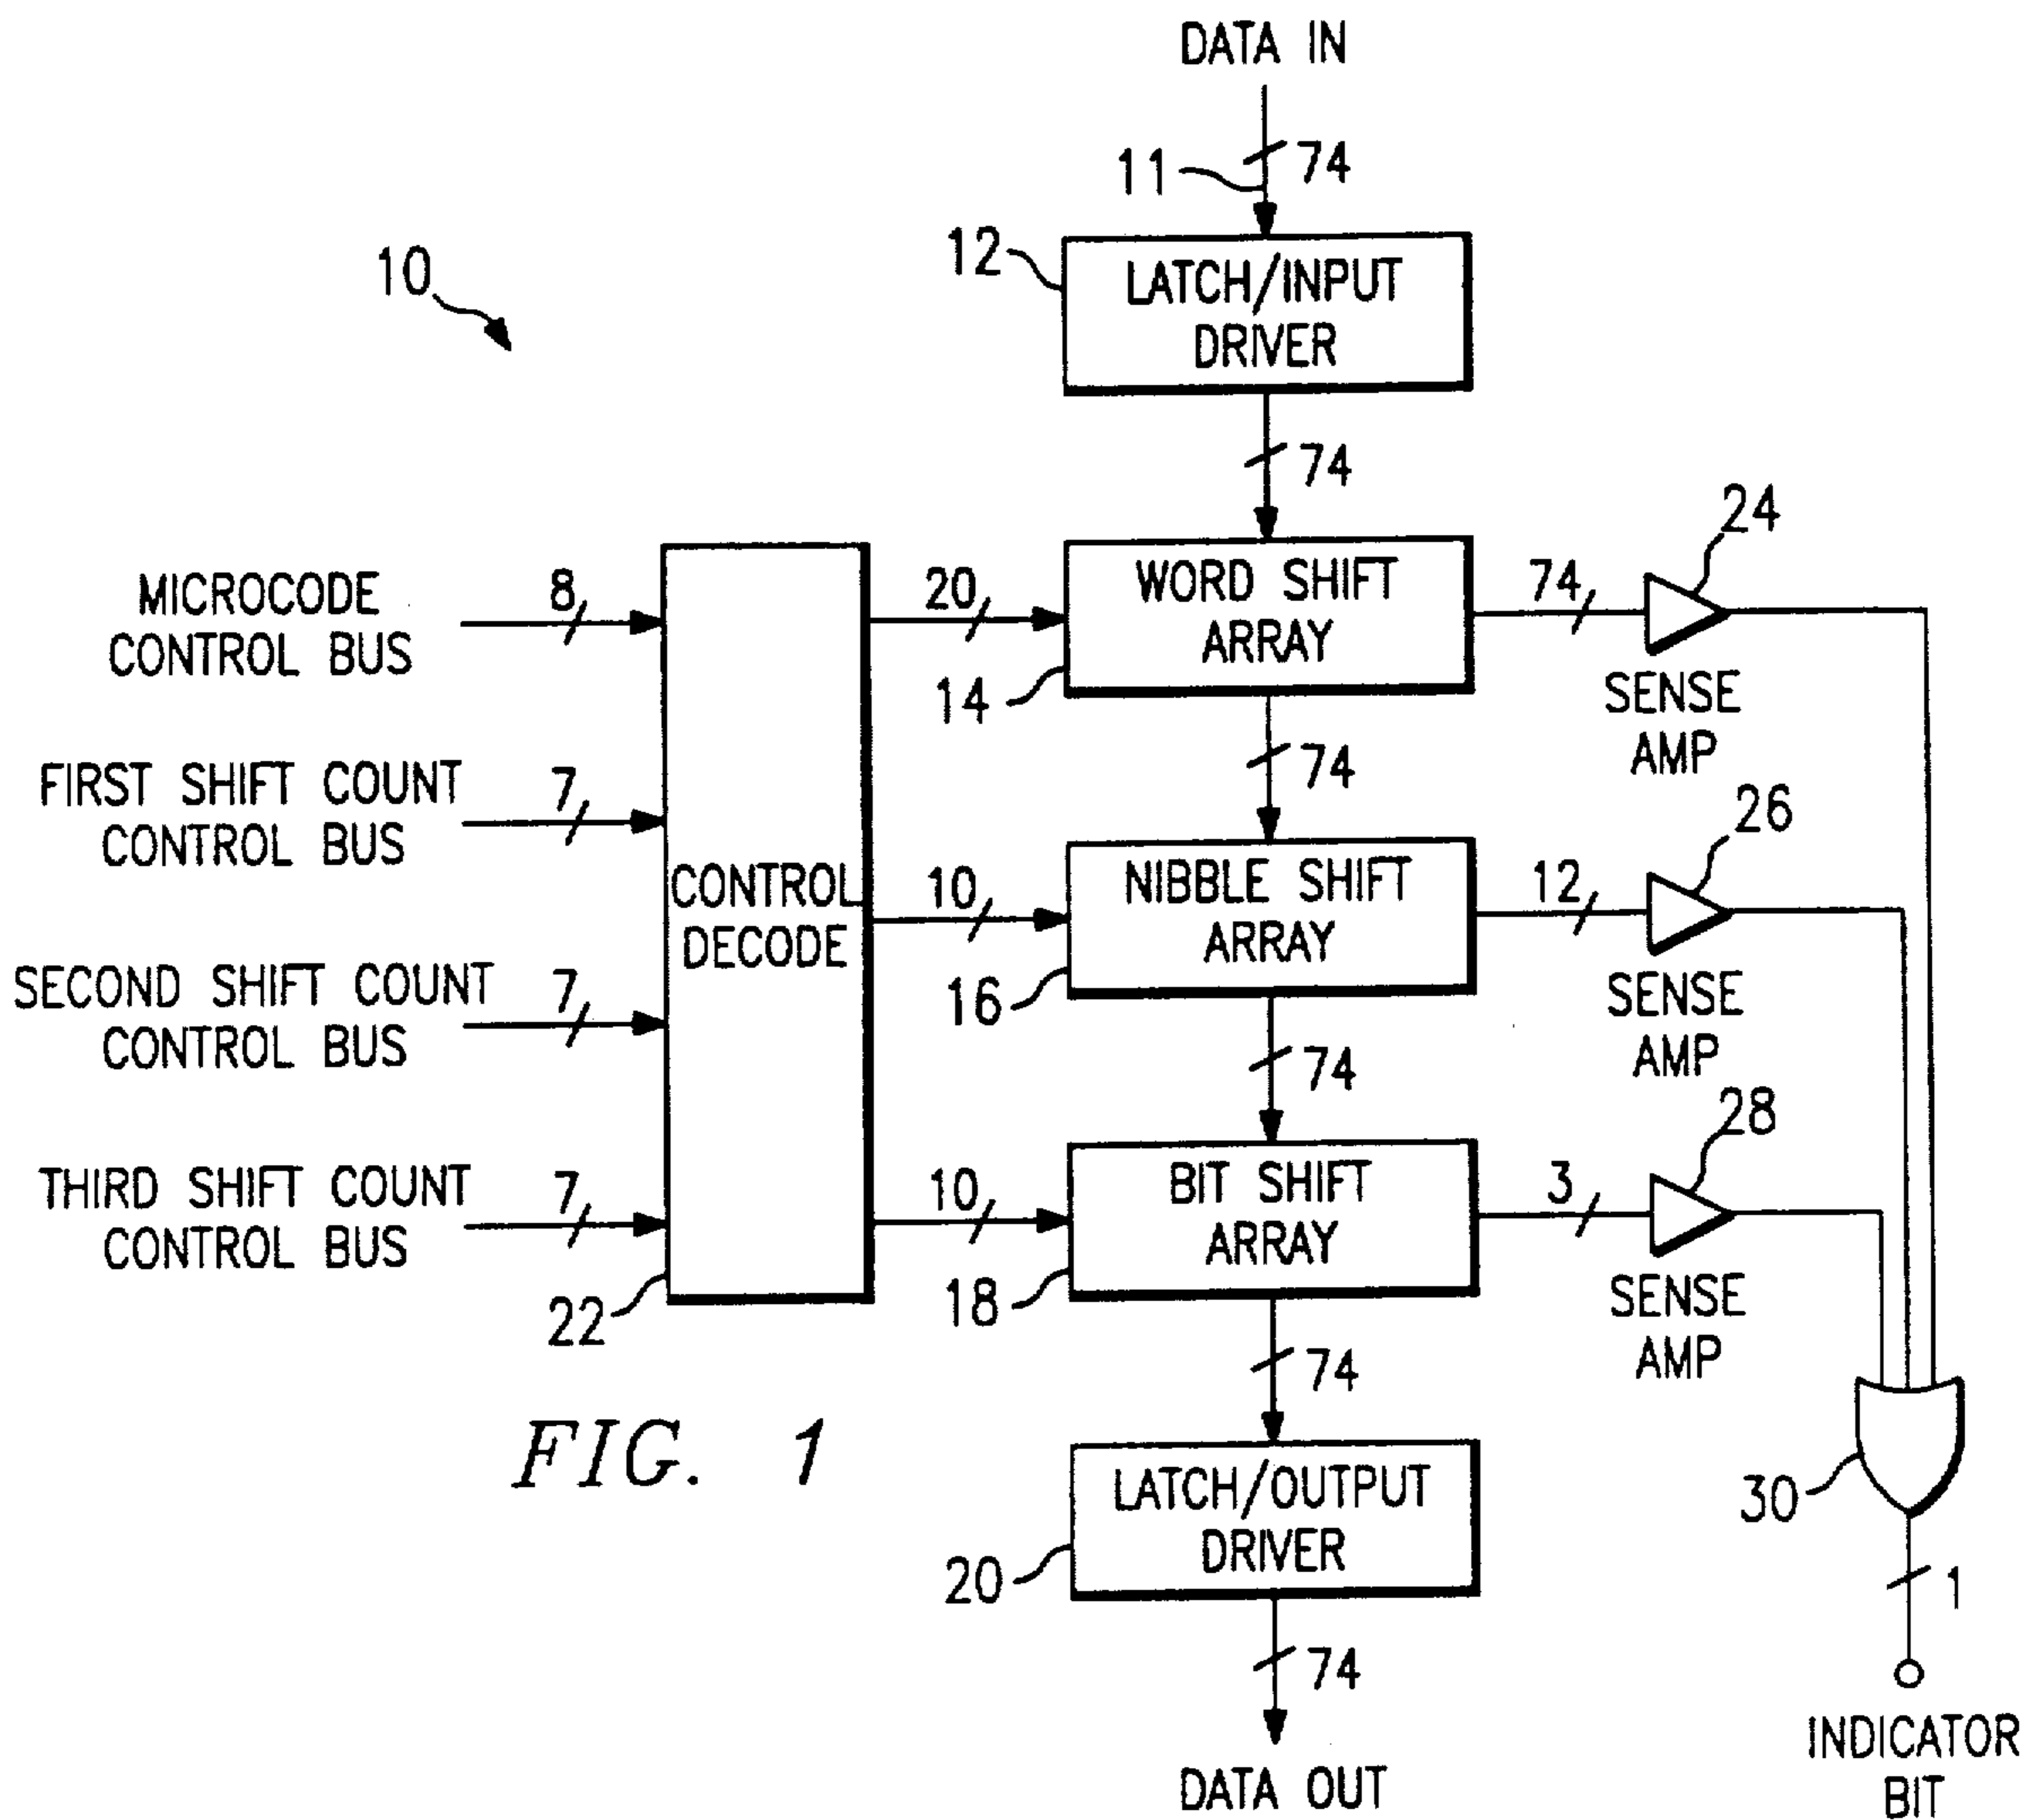 DATA IN
11
74
10
12
LATCH/INPUT
DRIVER
74
MICROCODE
CONTROL BUS
8
20
WORD SHIFT
ARRAY
14
74
24
SENSE
AMP
74
FIRST SHIFT COUNT
CONTROL BUS
7
CONTROL
DECODE
10
NIBBLE SHIFT
ARRAY
16
12
26
SENSE
AMP
74
SECOND SHIFT COUNT
CONTROL BUS
7
THIRD SHIFT COUNT
CONTROL BUS
7
22
10
BIT SHIFT
ARRAY
18
3
28
SENSE
AMP
74
FIG. 1
LATCH/OUTPUT
DRIVER
20
30
1
74
DATA OUT
INDICATOR
BIT